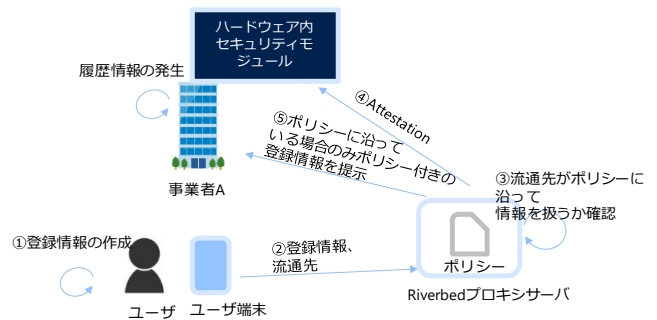 ハードウェア内
セキュリティモ
ジュール
履歴情報の発生
事業者A
④Attestation
⑤ポリシーに沿って
いる場合のみポリシー付きの
登録情報を提示
③流通先がポリシーに
沿って
情報を扱うか確認
①登録情報の作成
②登録情報、
流通先
ポリシー
ユーザ
ユーザ端末
Riverbedプロキシサーバ